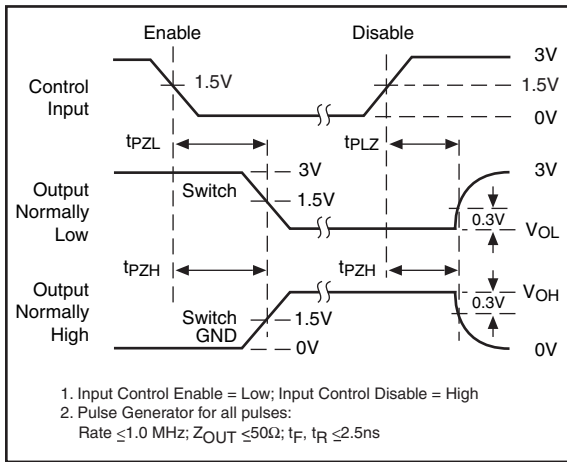 Enable Disable
3V
Control
Input
1.5V
1.5V
0V
tPZL
tPLZ
3V
3V
Output
Normally
Low
Switch
1.5V
0.3V
VOL
tPZH
tPZH
VOH
Output
Normally
High
Switch
GND
1.5V
0.3V
0V
0V
1. Input Control Enable = Low; Input Control Disable = High
2. Pulse Generator for all pulses:
Rate ≤1.0 MHz; ZOUT ≤50Ω; tF, tR ≤2.5ns